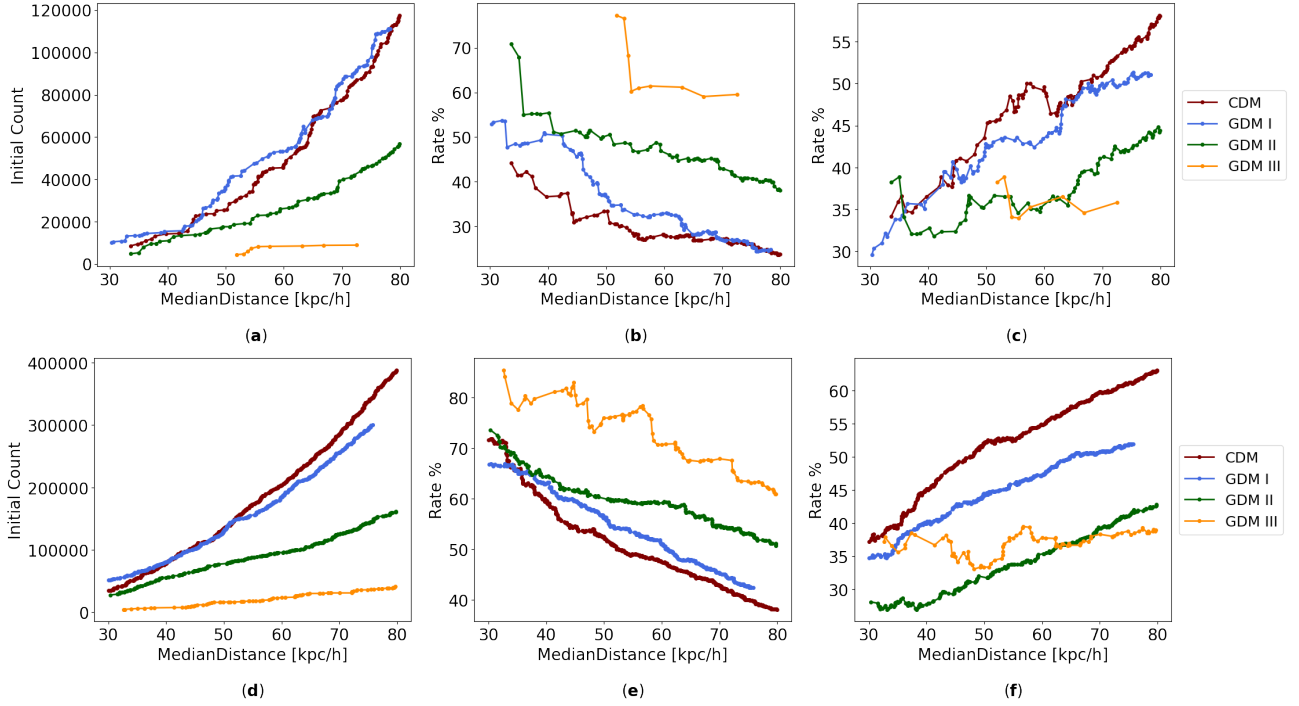 120000
100000
80000
60000
40000
20000
0
Initial Count
30 40 50 60 70 80
MedianDistance [kpc/h]
(a)
70
60
50
40
30
Rate %
30 40 50 60 70 80
MedianDistance [kpc/h]
(b)
55
50
45
40
35
30
Rate %
30 40 50 60 70 80
MedianDistance [kpc/h]
(c)
CDM
GDM I
GDM II
GDM III
400000
300000
200000
100000
0
Initial Count
30 40 50 60 70 80
MedianDistance [kpc/h]
(d)
80
70
60
50
40
Rate %
30 40 50 60 70 80
MedianDistance [kpc/h]
(e)
60
55
50
45
40
35
30
Rate %
30 40 50 60 70 80
MedianDistance [kpc/h]
(f)
CDM
GDM I
GDM II
GDM III